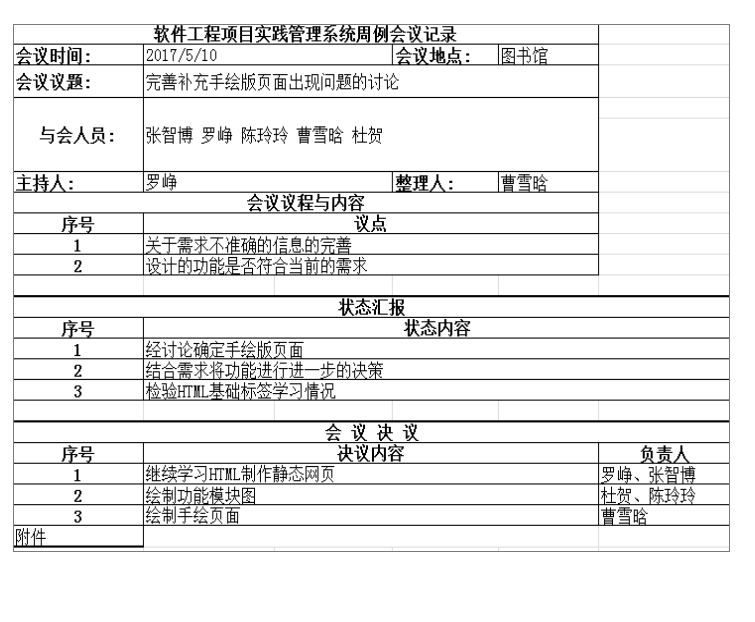 软件工程项目实践管理系统周例会议记录
会议时间： 2017/5/10 会议地点： 图书馆
会议议题： 完善补充手绘版页面出现问题的讨论
与会人员： 张智博 罗峥 陈玲玲 曹雪晗 杜贺
主持人： 罗峥 整理人： 曹雪晗
会议议程与内容
序号 议点
1 关于需求不准确的信息的完善
2 设计的功能是否符合当前的需求
状态汇报
序号 状态内容
1 经讨论确定手绘版页面
2 结合需求将功能进行进一步的决策
3 检验HTML基础标签学习情况
会 议 决 议
序号 决议内容 负责人
1 继续学习HTML制作静态网页 罗峥、张智博
2 绘制功能模块图 杜贺、陈玲玲
3 绘制手绘页面 曹雪晗
附件